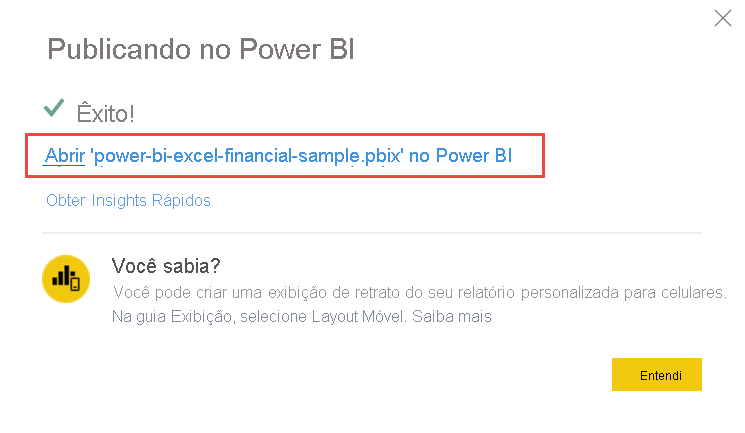 Publicando no Power BI
Êxito!
Abrir 'power-bi-excel-financial-sample.pbix' no Power BI
Obter Insights Rápidos
Você sabia?
Você pode criar uma exibição de retrato do seu relatório personalizada para celulares.
Na guia Exibição, selecione Layout Móvel. Saiba mais
Entendi